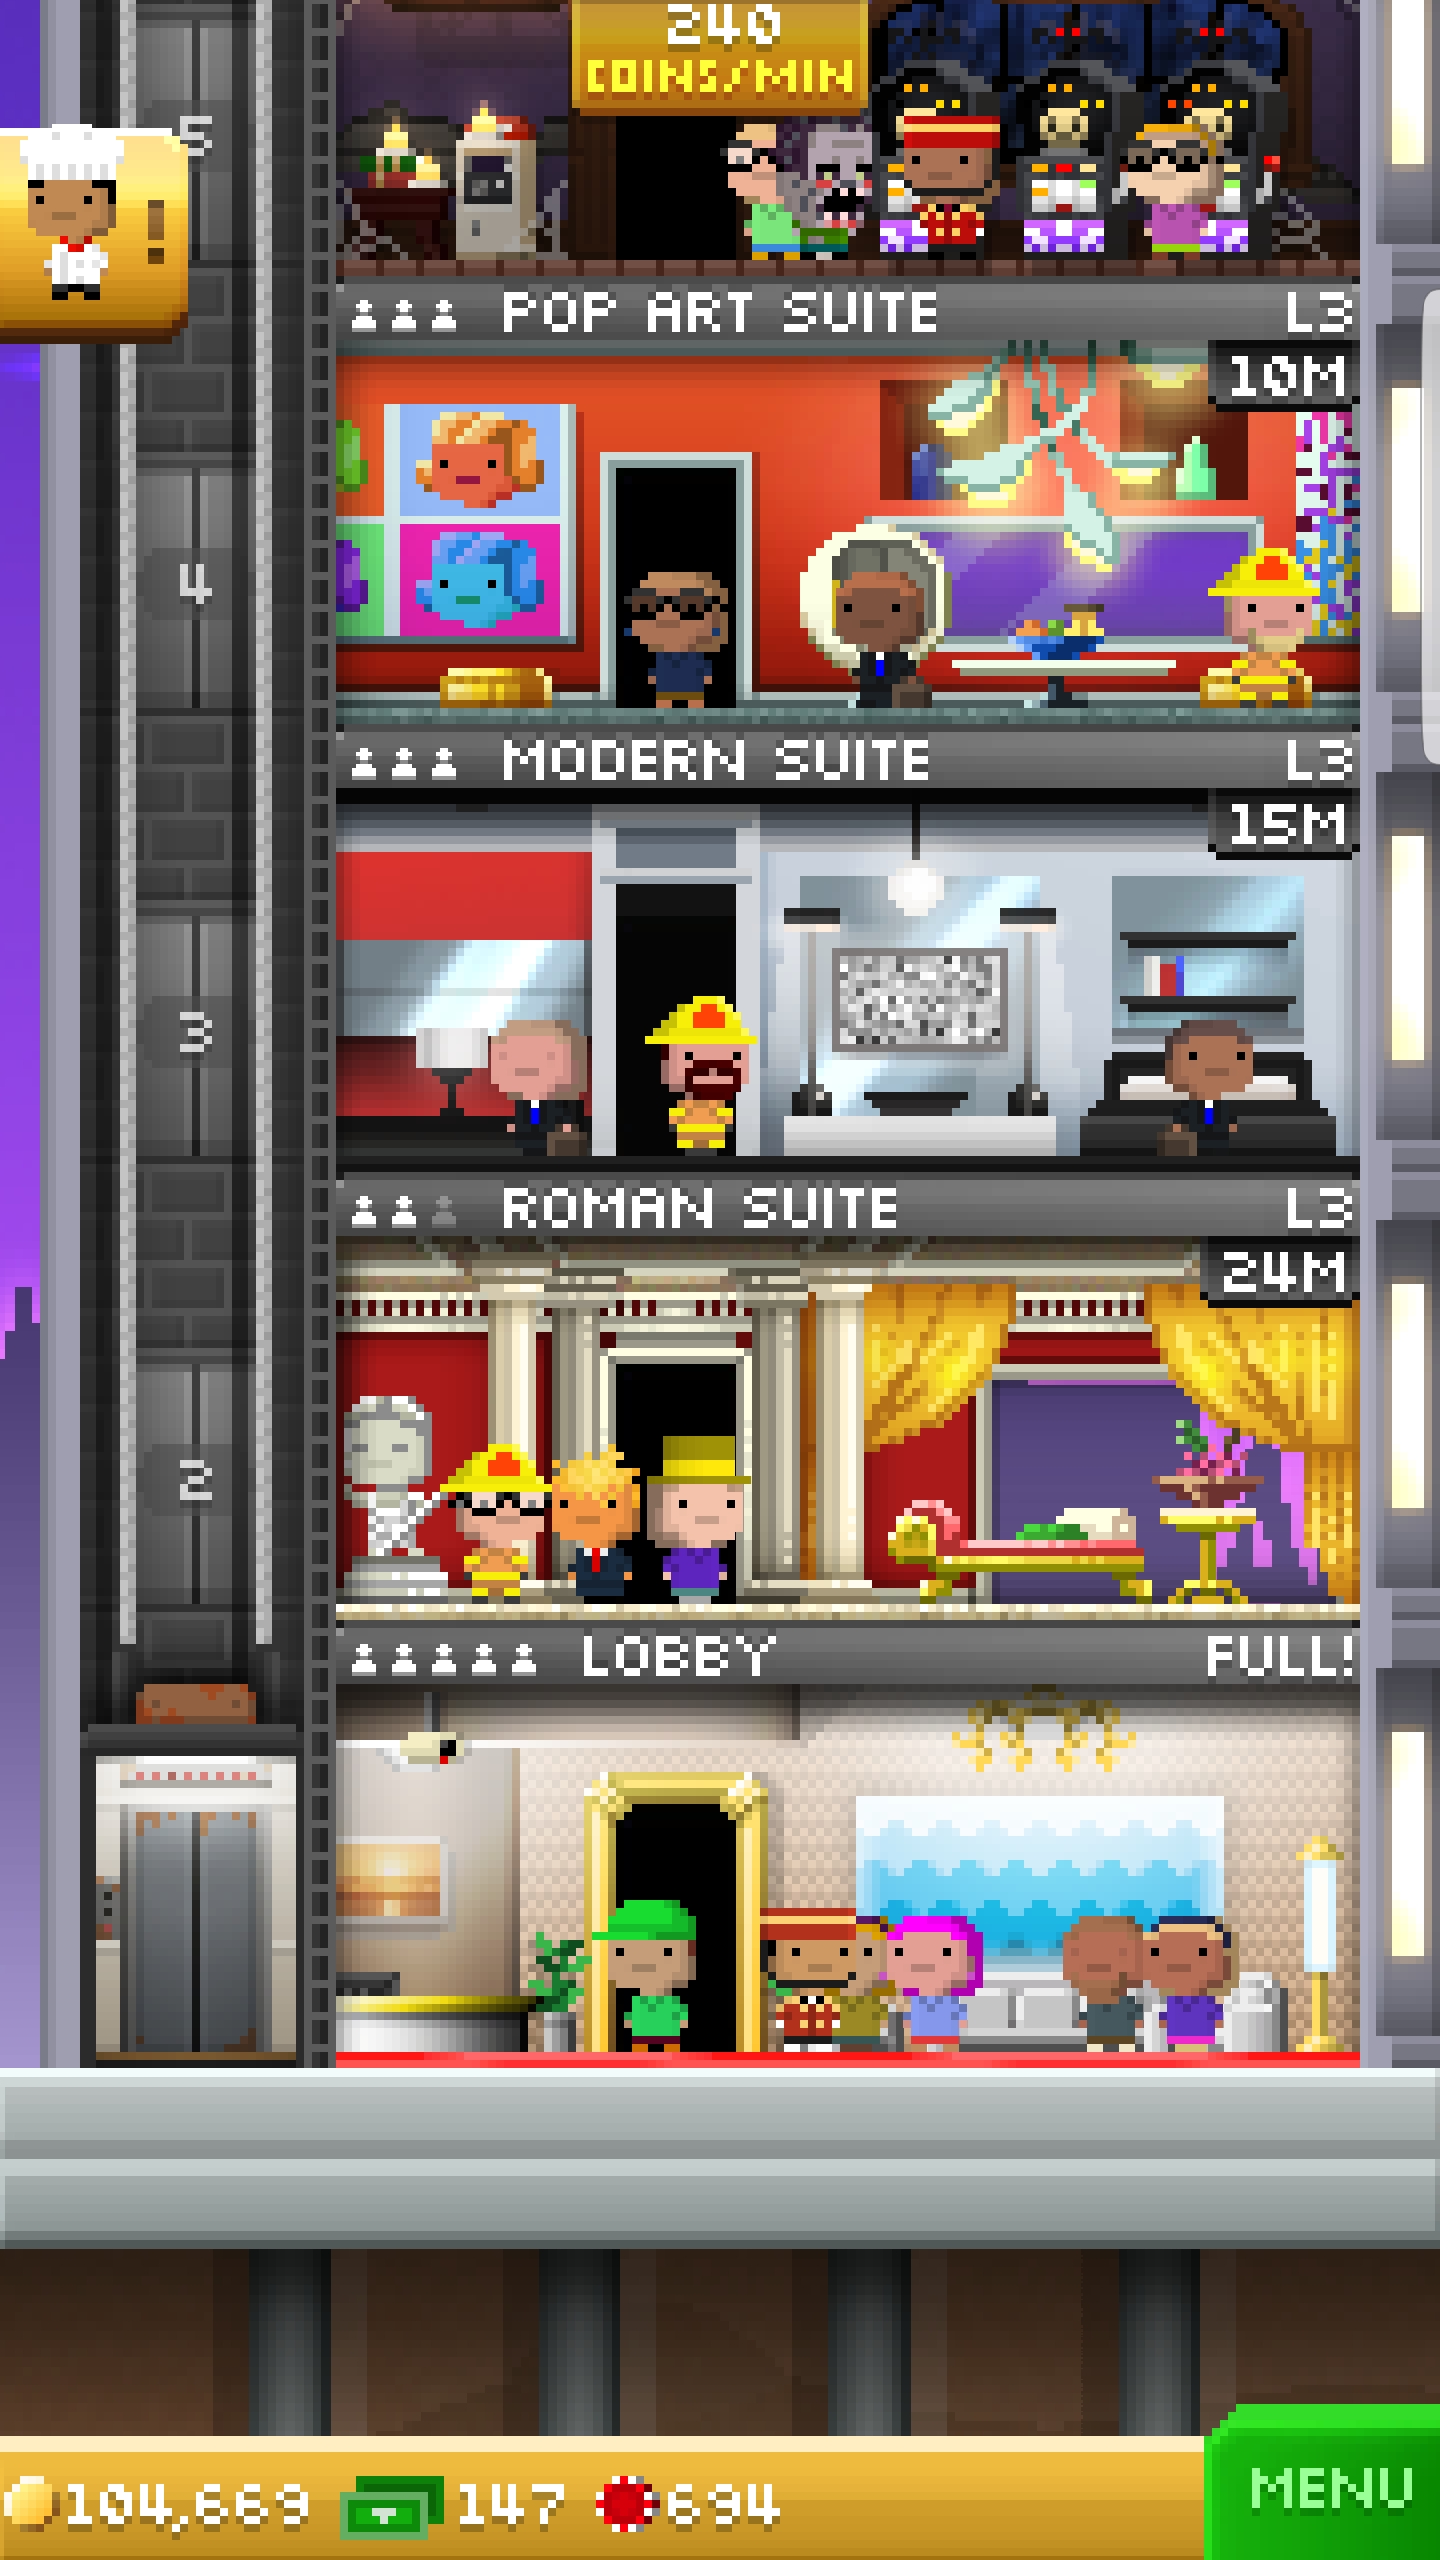 240
COINS/MIN
5
!
POP ART SUITE L3
10M
4
MODERN SUITE L3
15M
3
ROMAN SUITE L3
24M
2
LOBBY FULL!
104,669 147 694
MENU